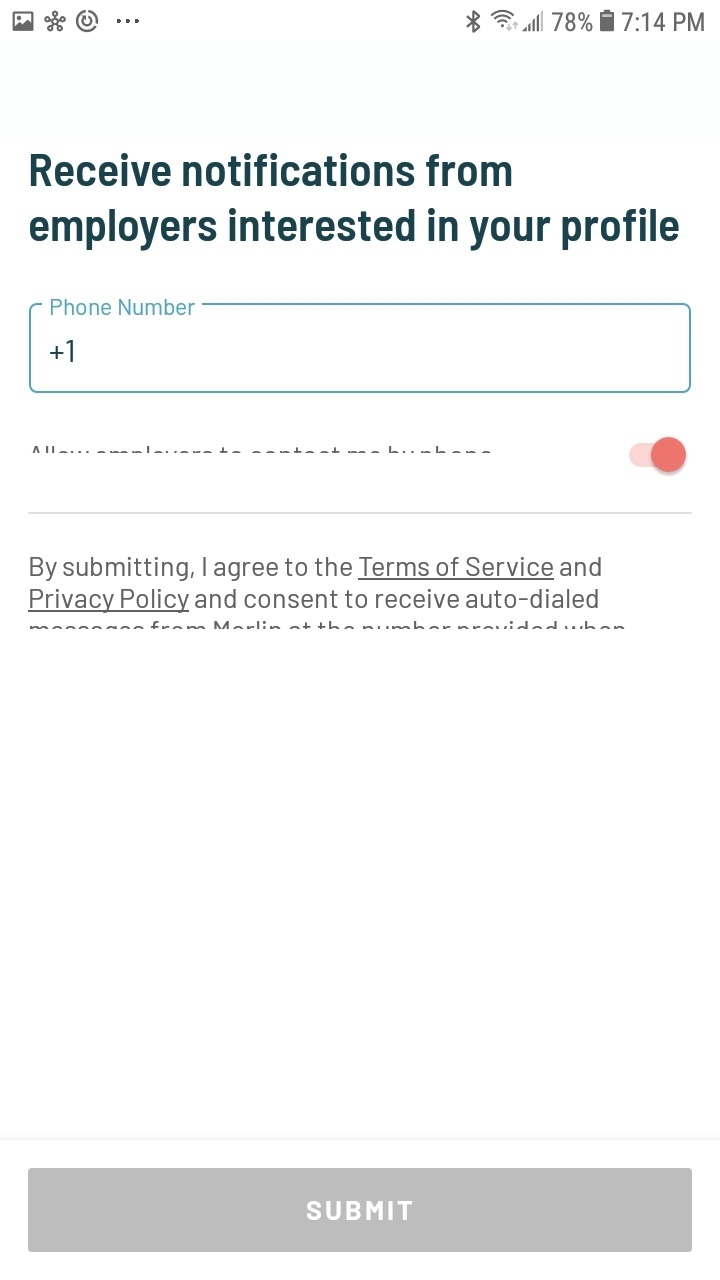 78% 7:14 PM
Receive notifications from
employers interested in your profile
Phone Number
+1
Allow employers to contact me by phone
By submitting, I agree to the Terms of Service and
Privacy Policy and consent to receive auto-dialed
messages from Merlin at the number provided when
SUBMIT